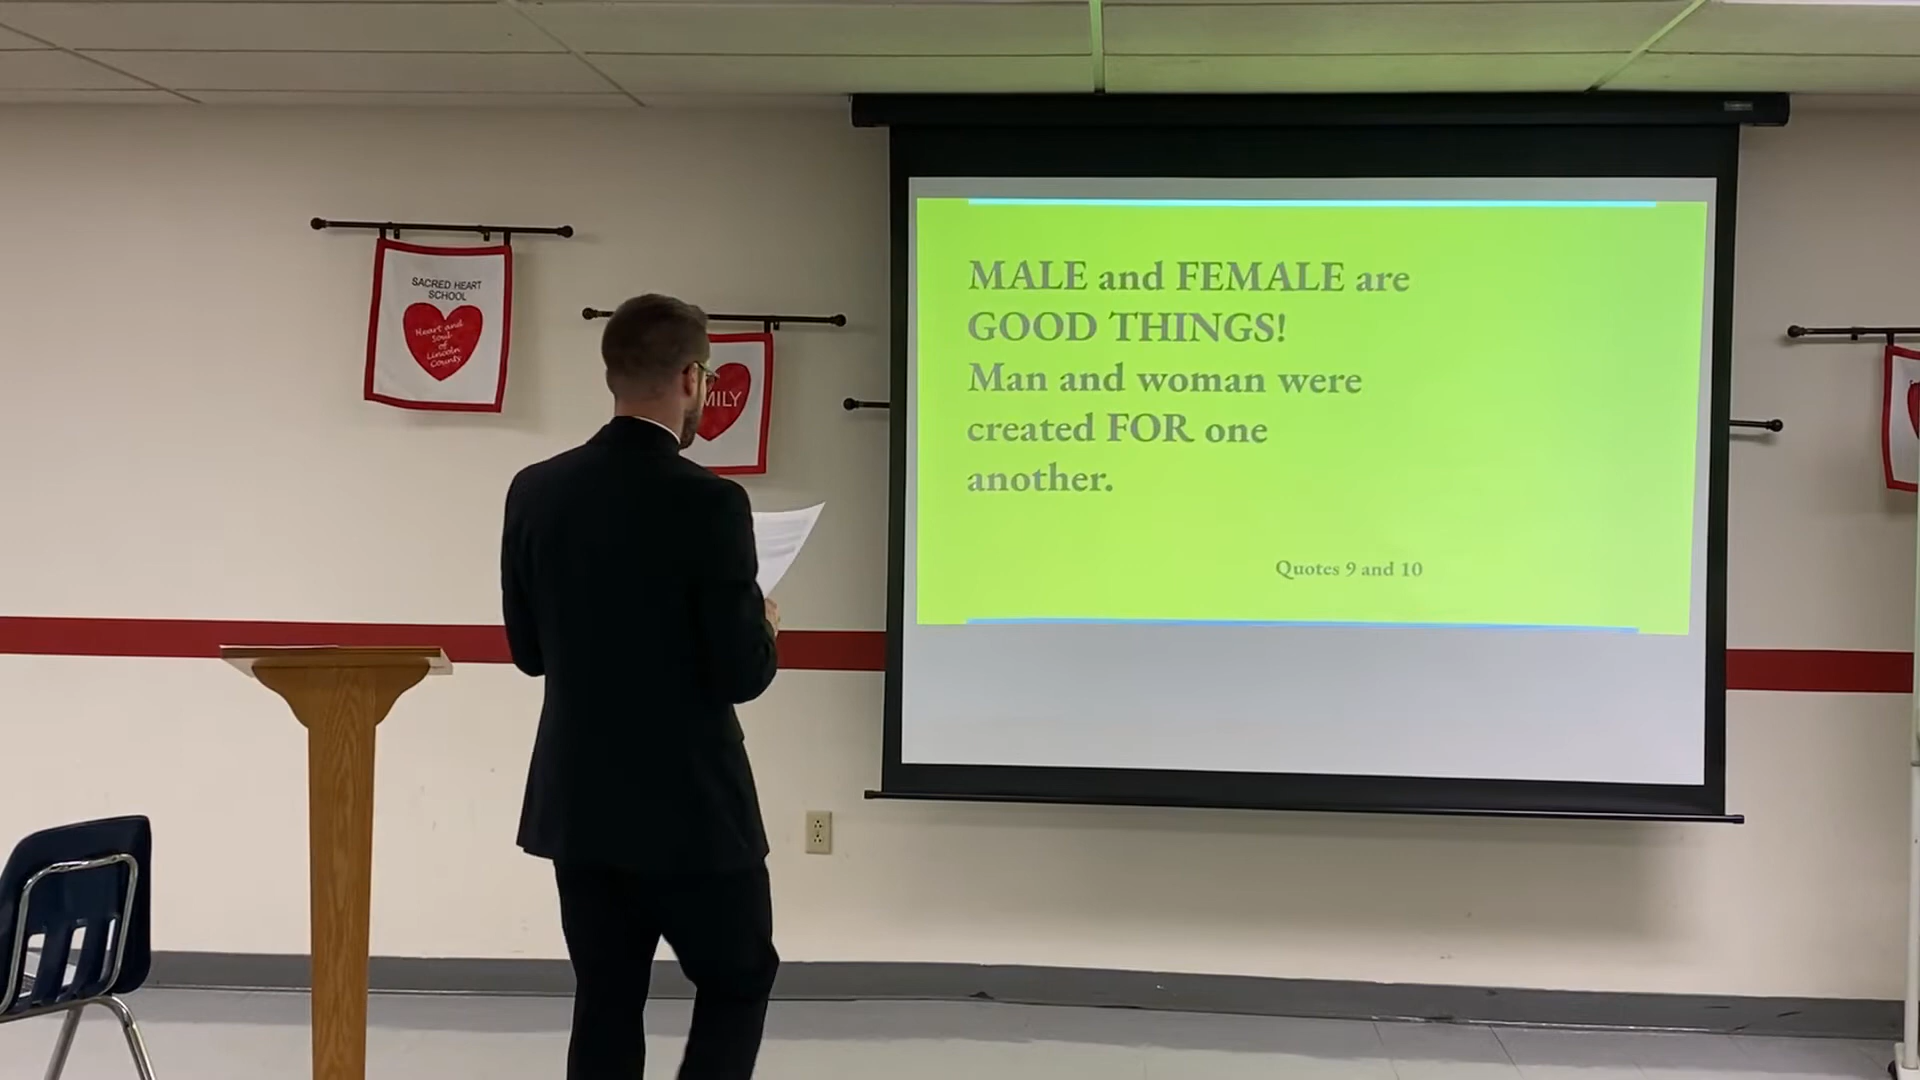 SACRED HEART
SCHOOL
Heart and
Soul
of
Lincoln
County
MILY
MALE and FEMALE are
GOOD THINGS!
Man and woman were
created FOR one
another.
Quotes 9 and 10